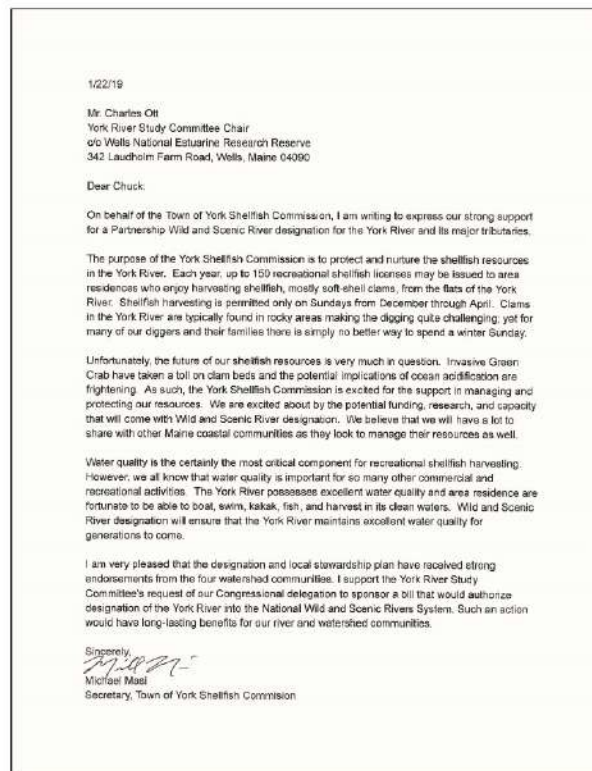 1/22/19
Mr. Charles Ott
York River Study Committee Chair
c/o Wells National Estuarine Research Reserve
342 Laudholm Farm Road, Wells, Maine 04090
Dear Chuck:
On behalf of the Town of York Shellfish Commission, I am writing to express our strong support
for a Partnership Wild and Scenic River designation for the York River and its major tributaries.
The purpose of the York Shellfish Commission is to protect and nurture the shellfish resources
in the York River. Each year, up to 150 recreational shellfish licenses may be issued to area
residences who enjoy harvesting shellfish, mostly soft-shell clams, from the flats of the York
River. Shellfish harvesting is permitted only on Sundays from December through April. Clams
in the York River are typically found in rocky areas making the digging quite challenging; yet for
many of our diggers and their families there is simply no better way to spend a winter Sunday.
Unfortunately, the future of our shellfish resources is very much in question. Invasive Green
Crab have taken a toll on clam beds and the potential implications of ocean acidification are
frightening. As such, the York Shellfish Commission is excited for the support in managing and
protecting our resources. We are excited about by the potential funding, research, and capacity
that will come with Wild and Scenic River designation. We believe that we will have a lot to
share with other Maine coastal communities as they look to manage their resources as well.
Water quality is the certainly the most critical component for recreational shellfish harvesting.
However, we all know that water quality is important for so many other commercial and
recreational activities. The York River possesses excellent water quality and area residence are
fortunate to be able to boat, swim, kakak, fish, and harvest in its clean waters. Wild and Scenic
River designation will ensure that the York River maintains excellent water quality for
generations to come.
I am very pleased that the designation and local stewardship plan have received strong
endorsements from the four watershed communities. I support the York River Study
Committee's request of our Congressional delegation to sponsor a bill that would authorize
designation of the York River into the National Wild and Scenic Rivers System. Such an action
would have long-lasting benefits for our river and watershed communities.
Sincerely,
Michael Masi
Secretary, Town of York Shellfish Commision